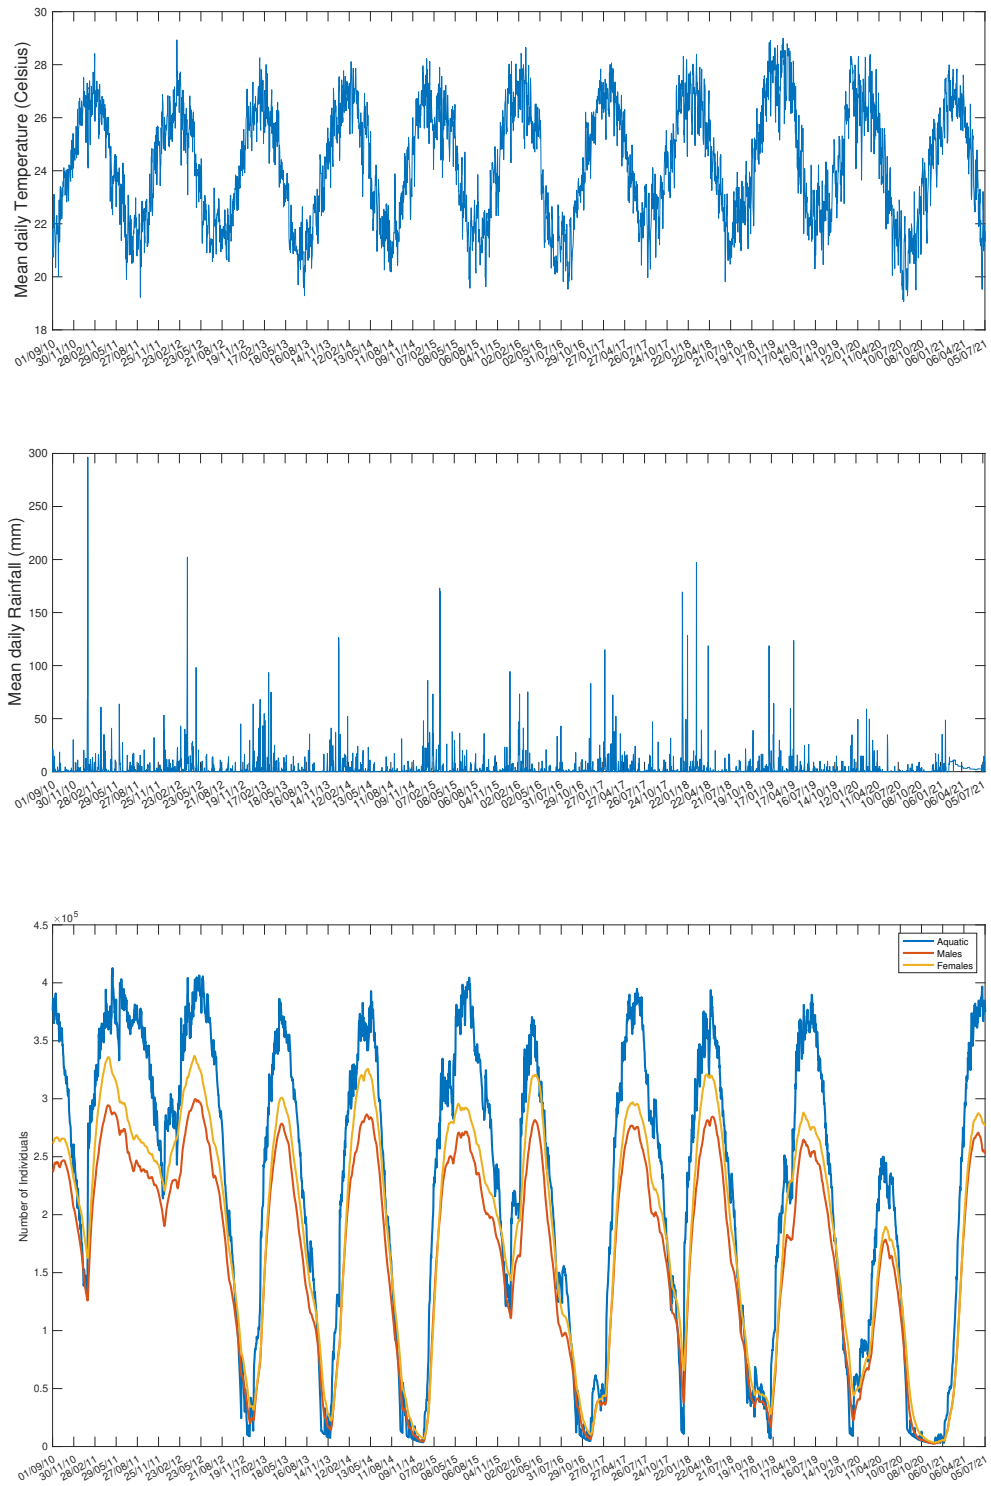 Mean daily Temperature (Celsius)
30
28
26
24
22
20
18
01/09/10 30/11/10 28/02/11 29/05/11 27/08/11 25/11/11 23/02/12 23/05/12 21/08/12 19/11/12 17/02/13 18/05/13 16/08/13 14/11/13 12/02/14 13/05/14 11/08/14 09/11/14 07/02/15 08/05/15 06/08/15 04/11/15 02/02/16 02/05/16 31/07/16 29/10/16 27/01/17 27/04/17 26/07/17 24/10/17 22/01/18 22/04/18 21/07/18 19/10/18 17/01/19 17/04/19 16/07/19 14/10/19 12/01/20 11/04/20 10/07/20 08/10/20 06/01/21 06/04/21 05/07/21
Mean daily Rainfall (mm)
300
250
200
150
100
50
0
01/09/10 30/11/10 28/02/11 29/05/11 27/08/11 25/11/11 23/02/12 23/05/12 21/08/12 19/11/12 17/02/13 18/05/13 16/08/13 14/11/13 12/02/14 13/05/14 11/08/14 09/11/14 07/02/15 08/05/15 06/08/15 04/11/15 02/02/16 02/05/16 31/07/16 29/10/16 27/01/17 27/04/17 26/07/17 24/10/17 22/01/18 22/04/18 21/07/18 19/10/18 17/01/19 17/04/19 16/07/19 14/10/19 12/01/20 11/04/20 10/07/20 08/10/20 06/01/21 06/04/21 05/07/21
Number of Individuals
×10^5
4.5
4
3.5
3
2.5
2
1.5
1
0.5
0
Aquatic
Males
Females
01/09/10 30/11/10 28/02/11 29/05/11 27/08/11 25/11/11 23/02/12 23/05/12 21/08/12 19/11/12 17/02/13 18/05/13 16/08/13 14/11/13 12/02/14 13/05/14 11/08/14 09/11/14 07/02/15 08/05/15 06/08/15 04/11/15 02/02/16 02/05/16 31/07/16 29/10/16 27/01/17 27/04/17 26/07/17 24/10/17 22/01/18 22/04/18 21/07/18 19/10/18 17/01/19 17/04/19 16/07/19 14/10/19 12/01/20 11/04/20 10/07/20 08/10/20 06/01/21 06/04/21 05/07/21